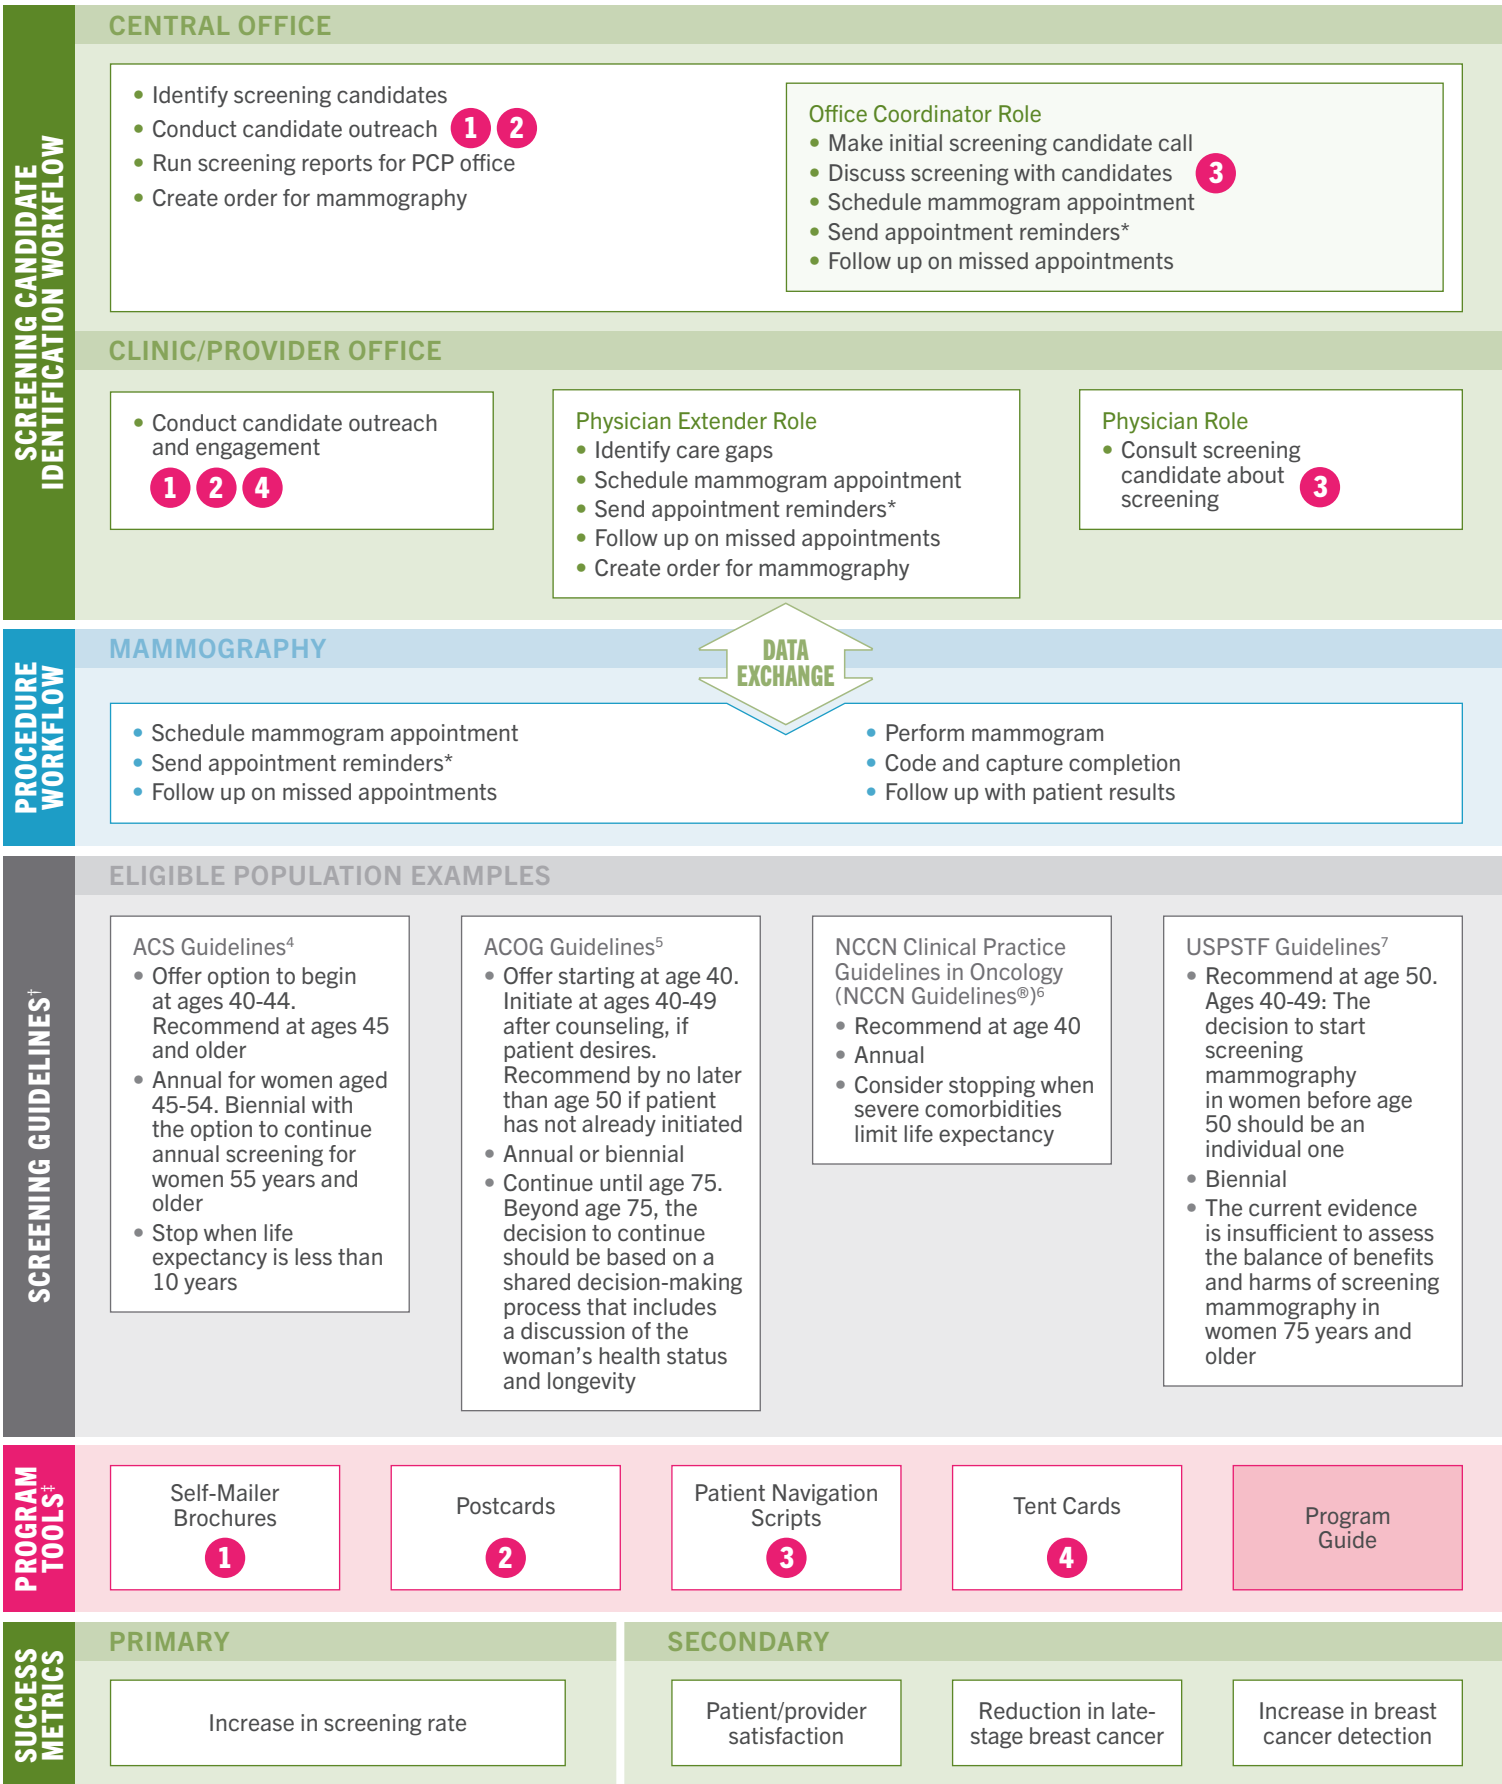 SCREENING CANDIDATE
IDENTIFICATION WORKFLOW
CENTRAL OFFICE
• Identify screening candidates
• Conduct candidate outreach 1 2
• Run screening reports for PCP office
• Create order for mammography
Office Coordinator Role
• Make initial screening candidate call
• Discuss screening with candidates 3
• Schedule mammogram appointment
• Send appointment reminders*
• Follow up on missed appointments
CLINIC/PROVIDER OFFICE
• Conduct candidate outreach
and engagement
1 2 4
Physician Extender Role
• Identify care gaps
• Schedule mammogram appointment
• Send appointment reminders*
• Follow up on missed appointments
• Create order for mammography
Physician Role
• Consult screening
candidate about
screening 3
DATA
EXCHANGE
PROCEDURE
WORKFLOW
MAMMOGRAPHY
• Schedule mammogram appointment
• Send appointment reminders*
• Follow up on missed appointments
• Perform mammogram
• Code and capture completion
• Follow up with patient results
SCREENING GUIDELINES†
ELIGIBLE POPULATION EXAMPLES
ACS Guidelines⁴
• Offer option to begin
at ages 40-44.
Recommend at ages 45
and older
• Annual for women aged
45-54. Biennial with
the option to continue
annual screening for
women 55 years and
older
• Stop when life
expectancy is less than
10 years
ACOG Guidelines⁵
• Offer starting at age 40.
Initiate at ages 40-49
after counseling, if
patient desires.
Recommend by no later
than age 50 if patient
has not already initiated
• Annual or biennial
• Continue until age 75.
Beyond age 75, the
decision to continue
should be based on a
shared decision-making
process that includes
a discussion of the
woman's health status
and longevity
NCCN Clinical Practice
Guidelines in Oncology
(NCCN Guidelines®)⁶
• Recommend at age 40
• Annual
• Consider stopping when
severe comorbidities
limit life expectancy
USPSTF Guidelines⁷
• Recommend at age 50.
Ages 40-49: The
decision to start
screening
mammography
in women before age
50 should be an
individual one
• Biennial
• The current evidence
is insufficient to assess
the balance of benefits
and harms of screening
mammography in
women 75 years and
older
PROGRAM
TOOLS‡
Self-Mailer
Brochures
1
Postcards
2
Patient Navigation
Scripts
3
Tent Cards
4
Program
Guide
SUCCESS
METRICS
PRIMARY
Increase in screening rate
SECONDARY
Patient/provider
satisfaction
Reduction in late-
stage breast cancer
Increase in breast
cancer detection